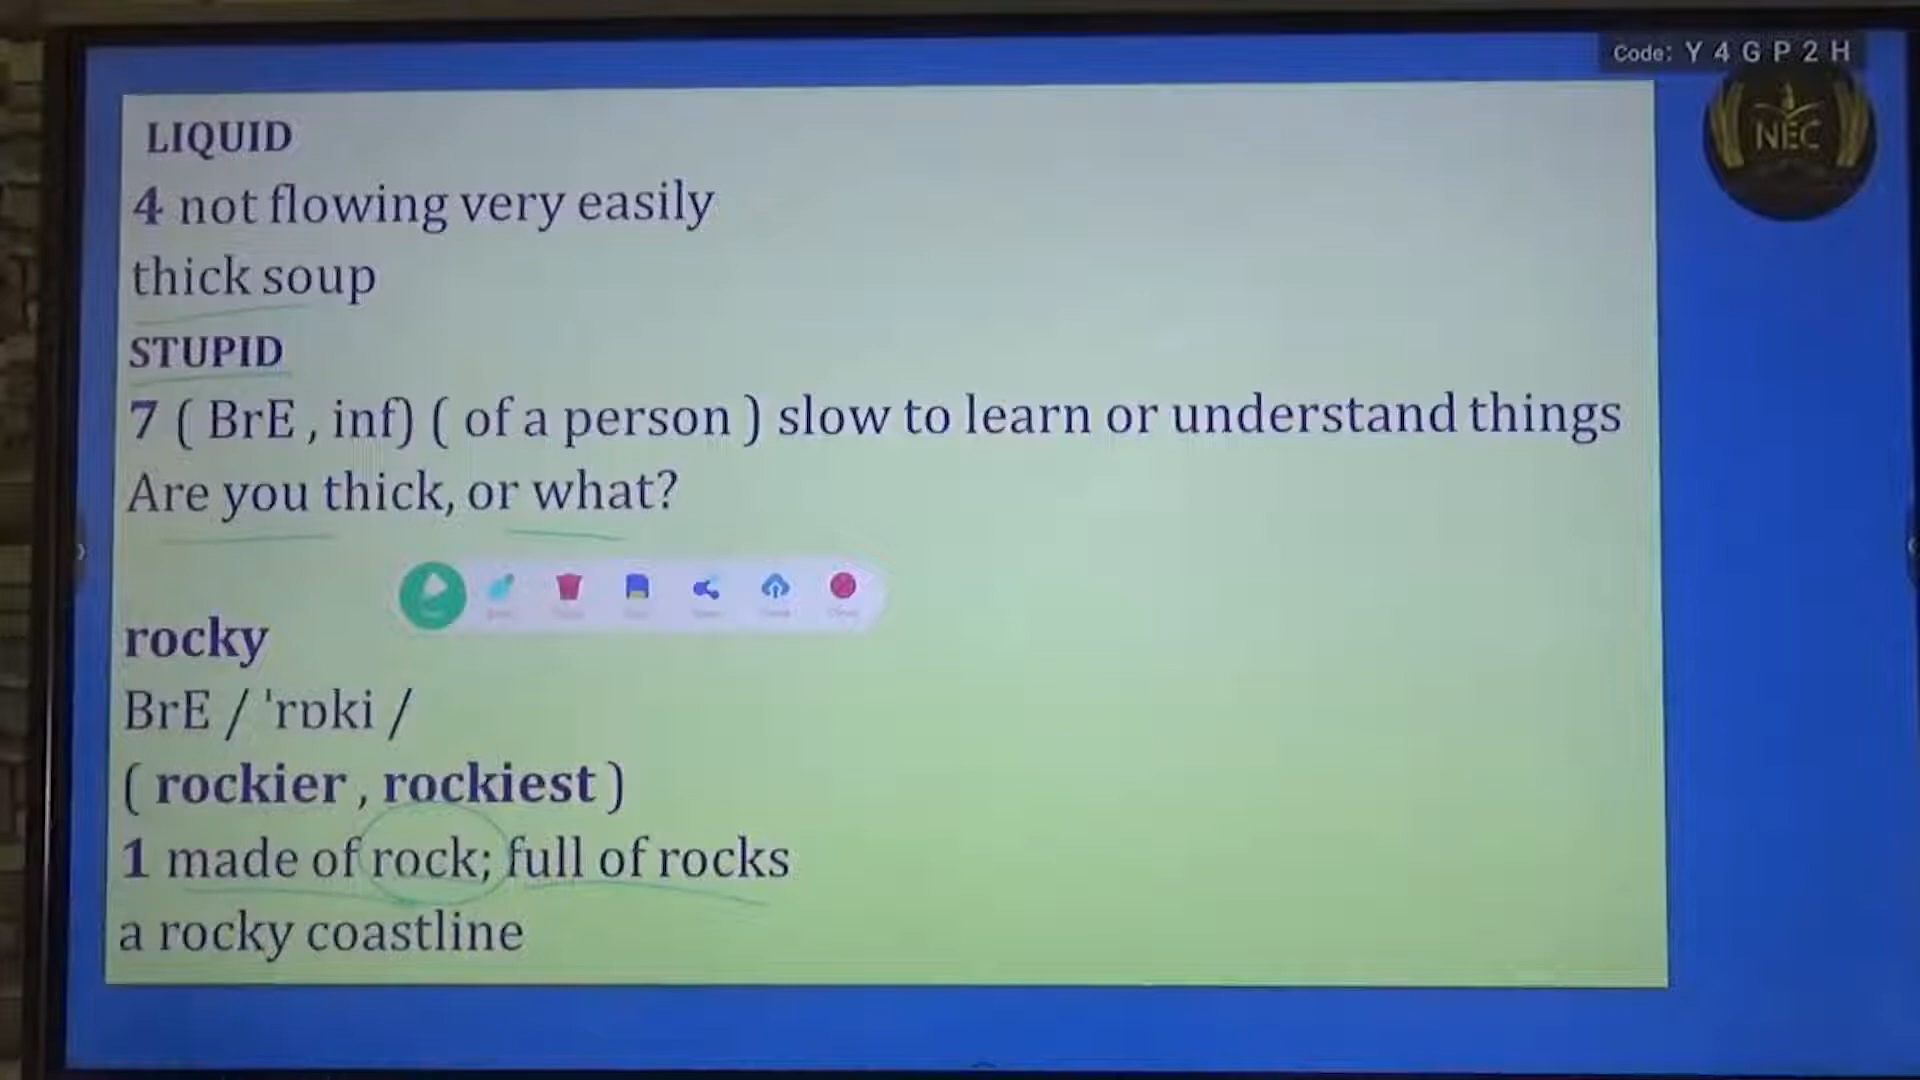 Code: Y 4 G P 2 H
NEC
LIQUID
4 not flowing very easily
thick soup
STUPID
7 ( BrE , inf) ( of a person ) slow to learn or understand things
Are you thick, or what?
rocky
BrE / ˈrɒki /
( rockier , rockiest )
1 made of rock; full of rocks
a rocky coastline